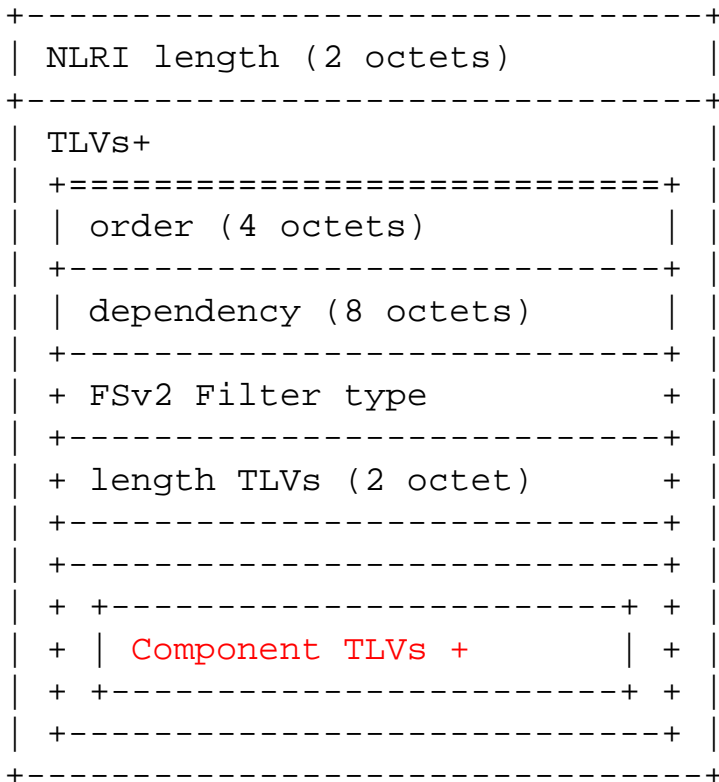 +--------------------------------+
| NLRI length (2 octets)         |
+--------------------------------+
| TLVs+                          |
| +============================+ |
| | order (4 octets)           | |
| +----------------------------+ |
| | dependency (8 octets)      | |
| +----------------------------+ |
| + FSv2 Filter type           + |
| +----------------------------+ |
| + length TLVs (2 octet)      + |
| +----------------------------+ |
| +----------------------------+ |
| + +------------------------+ + |
| + | Component TLVs +       | + |
| + +------------------------+ + |
| +----------------------------+ |
+--------------------------------+